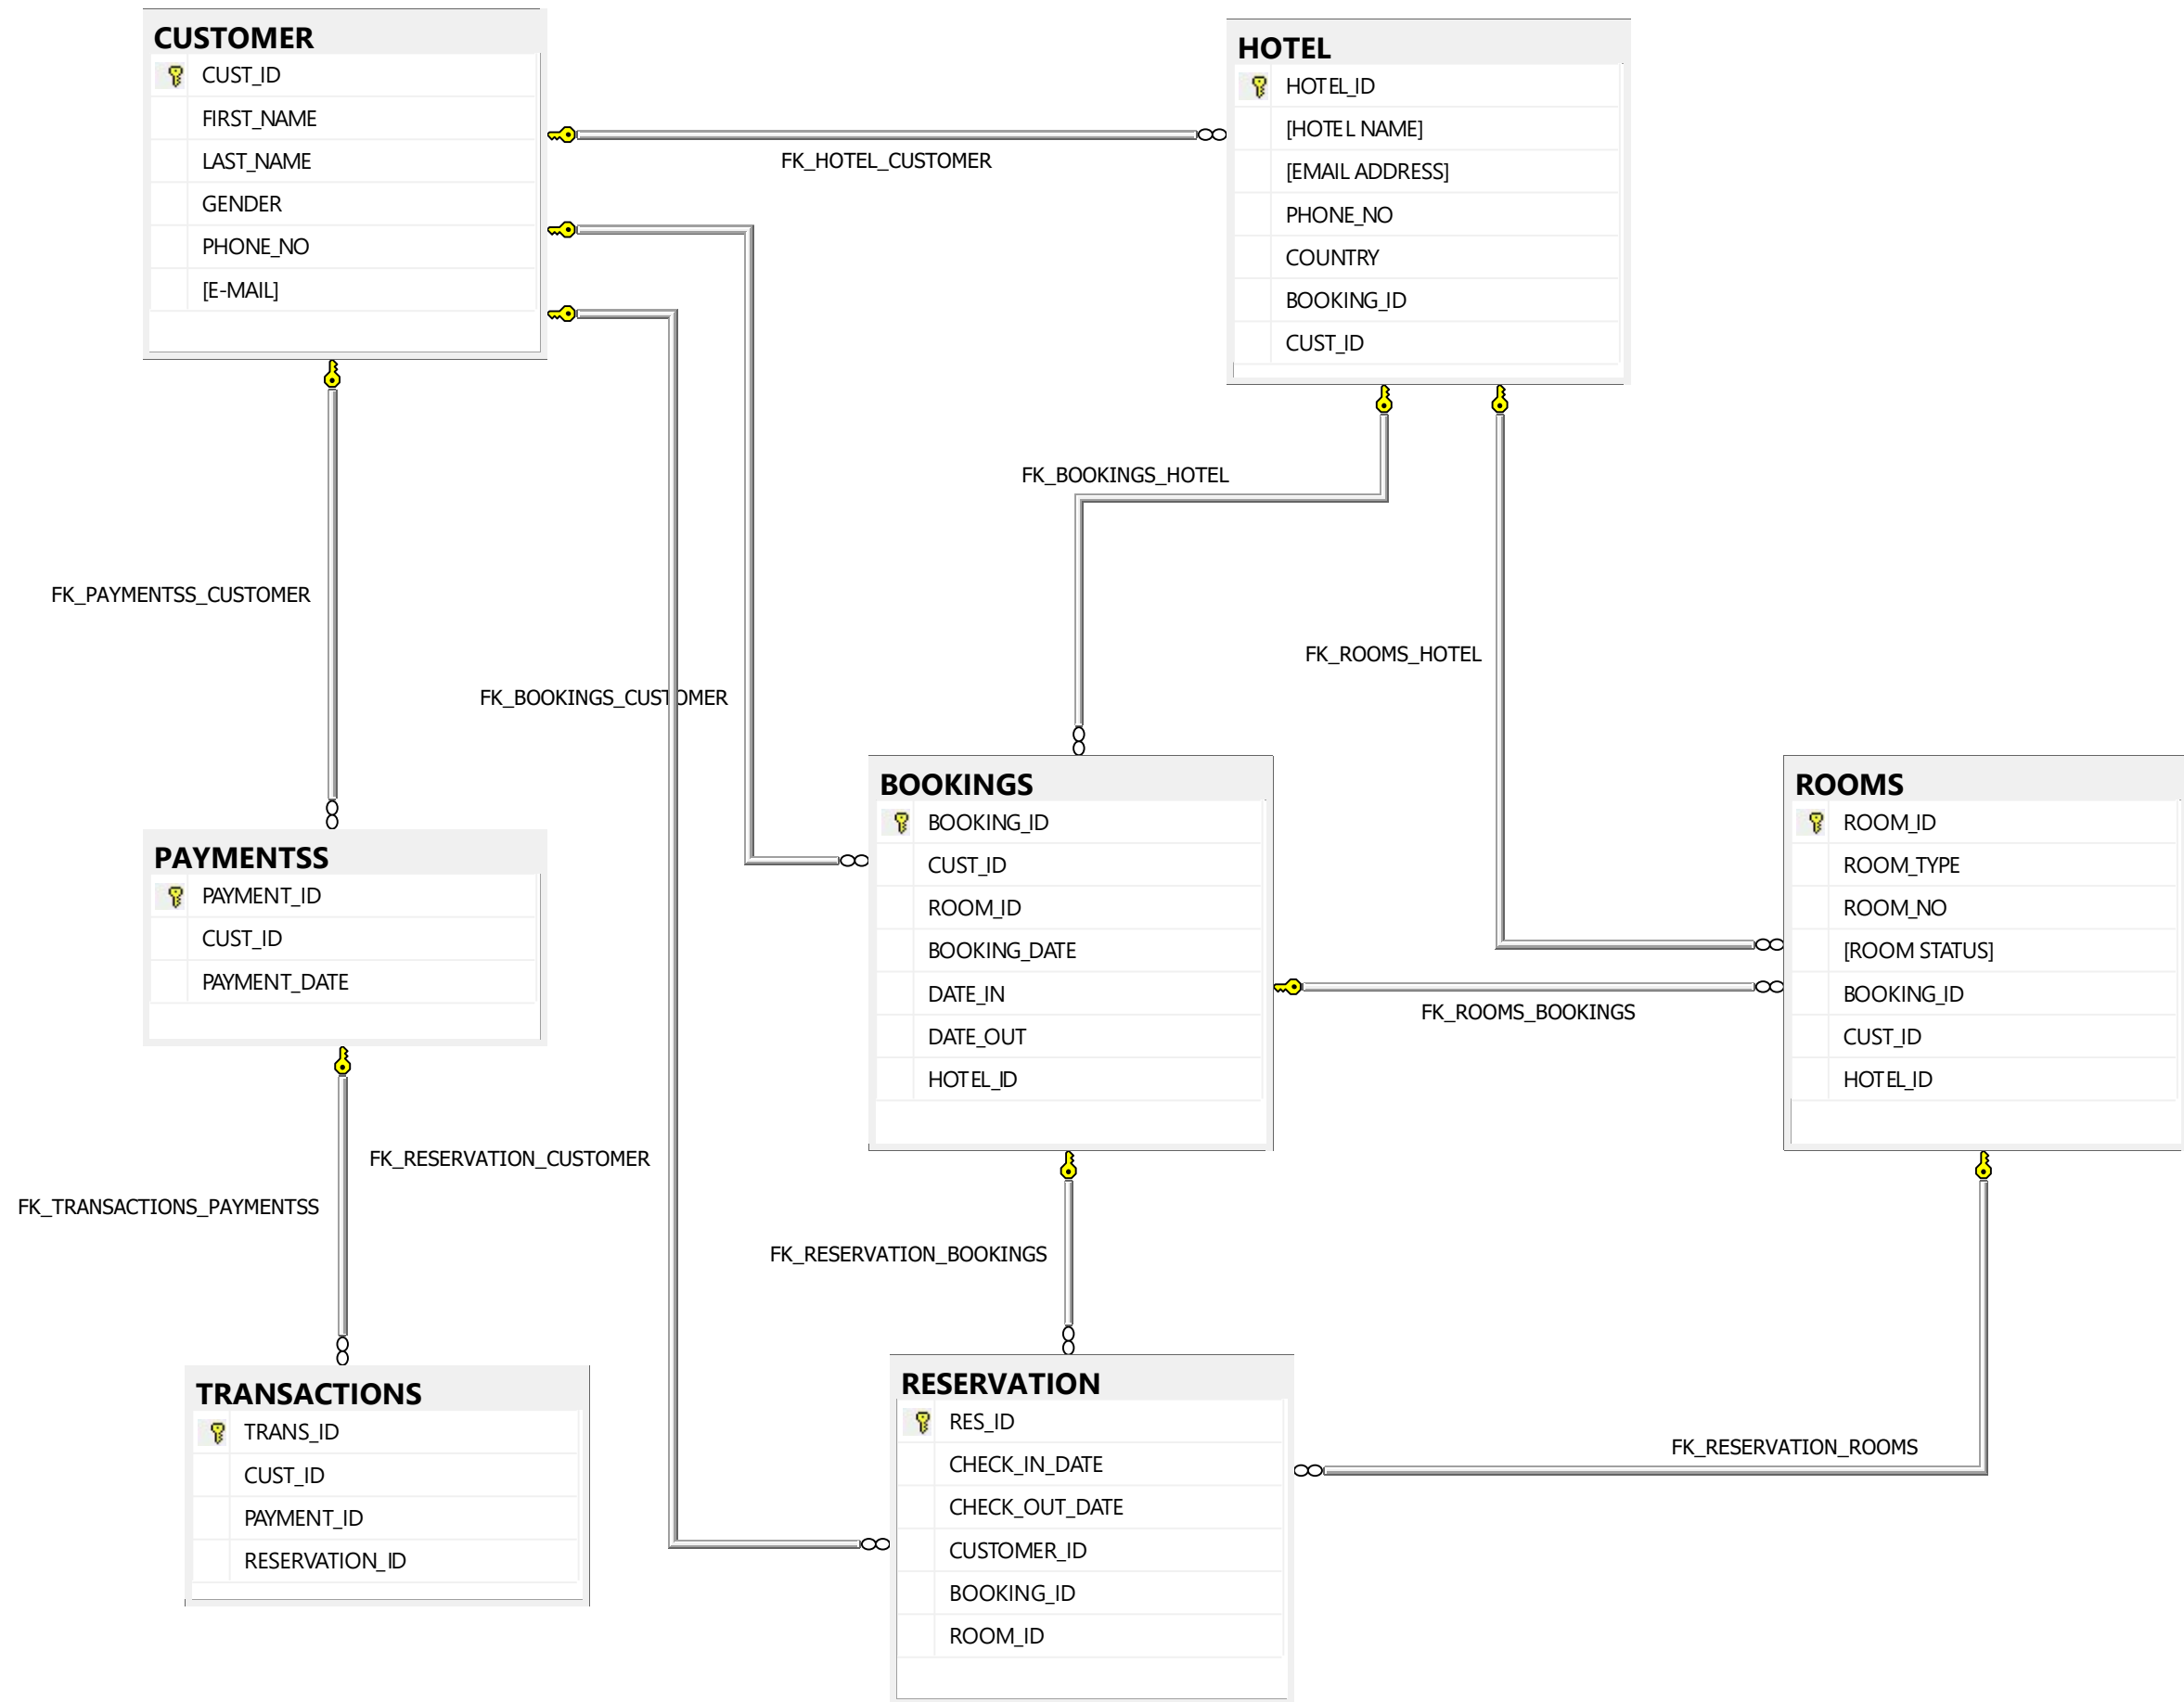 CUSTOMER
CUST_ID
FIRST_NAME
LAST_NAME
GENDER
PHONE_NO
[E-MAIL]
HOTEL
HOTEL_ID
[HOTEL NAME]
[EMAIL ADDRESS]
PHONE_NO
COUNTRY
BOOKING_ID
CUST_ID
FK_HOTEL_CUSTOMER
FK_BOOKINGS_HOTEL
FK_PAYMENTSS_CUSTOMER
FK_ROOMS_HOTEL
FK_BOOKINGS_CUSTOMER
PAYMENTSS
PAYMENT_ID
CUST_ID
PAYMENT_DATE
BOOKINGS
BOOKING_ID
CUST_ID
ROOM_ID
BOOKING_DATE
DATE_IN
DATE_OUT
HOTEL_ID
ROOMS
ROOM_ID
ROOM_TYPE
ROOM_NO
[ROOM STATUS]
BOOKING_ID
CUST_ID
HOTEL_ID
FK_ROOMS_BOOKINGS
FK_RESERVATION_CUSTOMER
FK_TRANSACTIONS_PAYMENTSS
FK_RESERVATION_BOOKINGS
TRANSACTIONS
TRANS_ID
CUST_ID
PAYMENT_ID
RESERVATION_ID
RESERVATION
RES_ID
CHECK_IN_DATE
CHECK_OUT_DATE
CUSTOMER_ID
BOOKING_ID
ROOM_ID
FK_RESERVATION_ROOMS